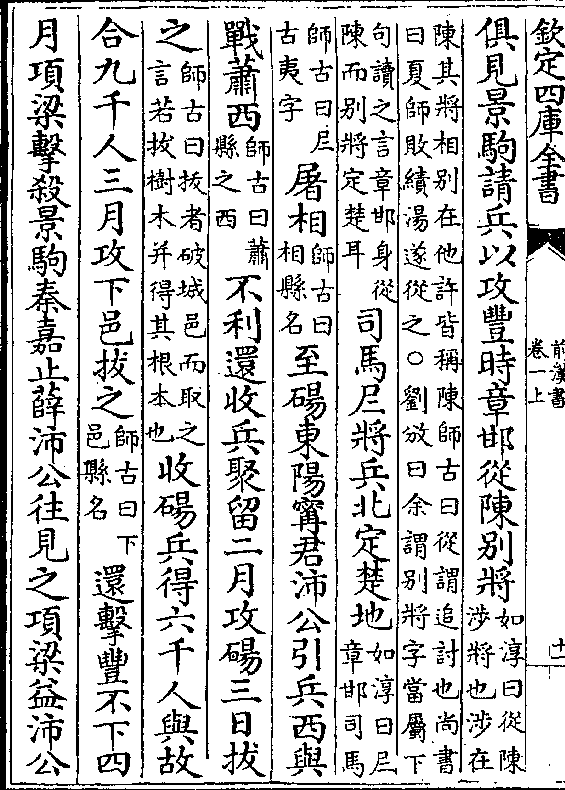 欽定四庫全書
前漢書
卷一上
十一
俱見景駒請兵以攻豐時章邯從陳別將如淳曰從陳涉將也涉在
陳其將相別在他許皆稱陳師古曰從謂追討也尚書曰夏師敗績湯遂從之○劉攽曰余謂別將字當屬下
句讀之言章邯身從陳而別將定楚耳司馬𡰥將兵北定楚地如淳曰𡰥章邯司馬
師古曰𡰥古夷字屠相師古曰相縣名至碭東陽寗君沛公引兵西與
戰蕭西師古曰蕭縣之西不利還收兵聚留二月攻碭三日拔
之師古曰拔者破城邑而取之言若拔樹木并得其根本也收碭兵得六千人與故
合九千人三月攻下邑拔之師古曰下邑縣名還擊豐不下四
月項梁擊殺景駒秦嘉止薛沛公往見之項梁益沛公